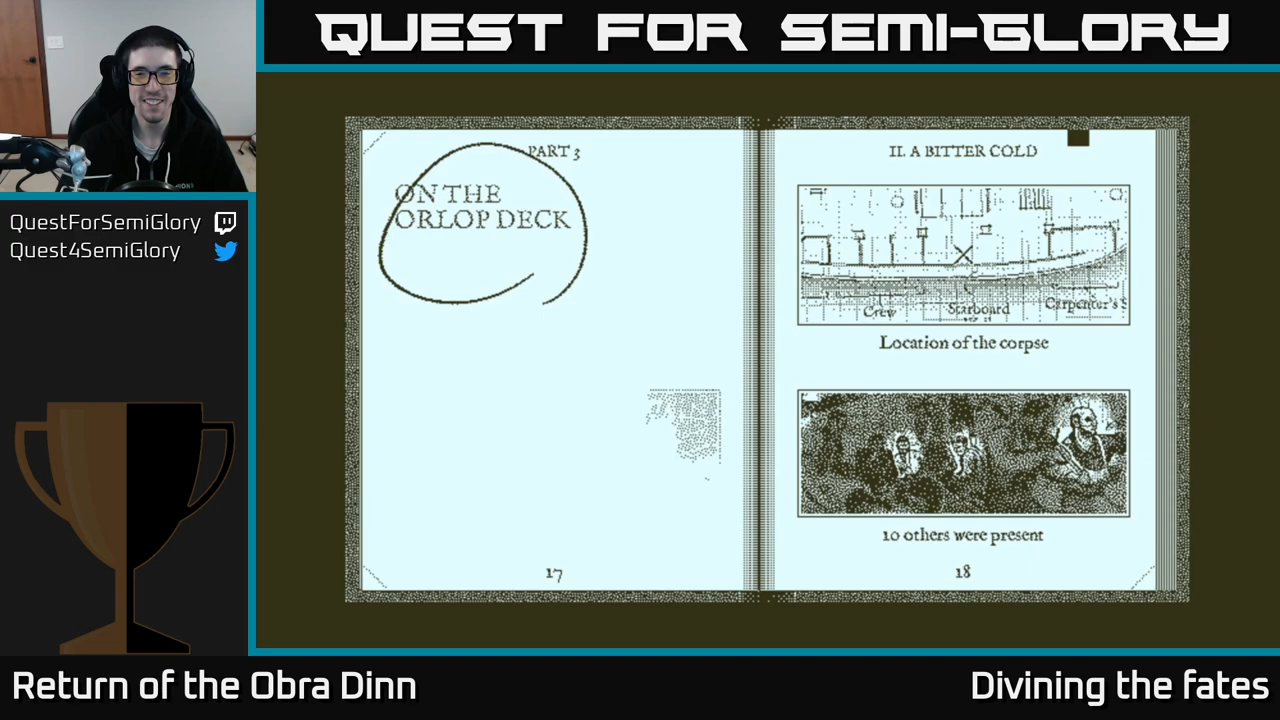 QUEST FOR SEMI-GLORY
QuestForSemiGlory
Quest4SemiGlory
PART 3
ON THE
ORLOP DECK
17
II. A BITTER COLD
Crew
Starboard
Carpenter's S
Location of the corpse
10 others were present
18
Return of the Obra Dinn
Divining the fates